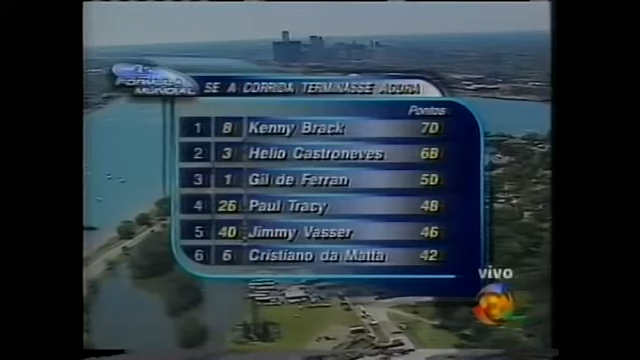 FORMULA MUNDIAL
SE A CORRIDA TERMINASSE AGORA
Pontos
1 8 Kenny Brack 70
2 3 Helio Castroneves 68
3 1 Gil de Ferran 50
4 26 Paul Tracy 48
5 40 Jimmy Vasser 46
6 6 Cristiano da Matta 42
vivo